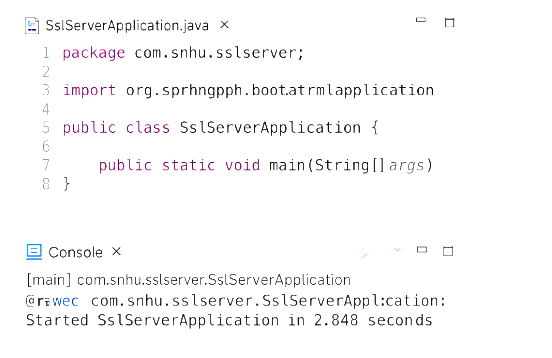 SslServerApplication.java ×
1 package com.snhu.sslserver;
2
3 import org.sprhngpph.boot.atrmlapplication
4
5 public class SslServerApplication {
6
7 public static void main(String[] args)
8 }
Console ×
[main] com.snhu.sslserver.SslServerApplication
com.snhu.sslserver.SslServerAppl:cation:
Started SslServerApplication in 2.848 seconds